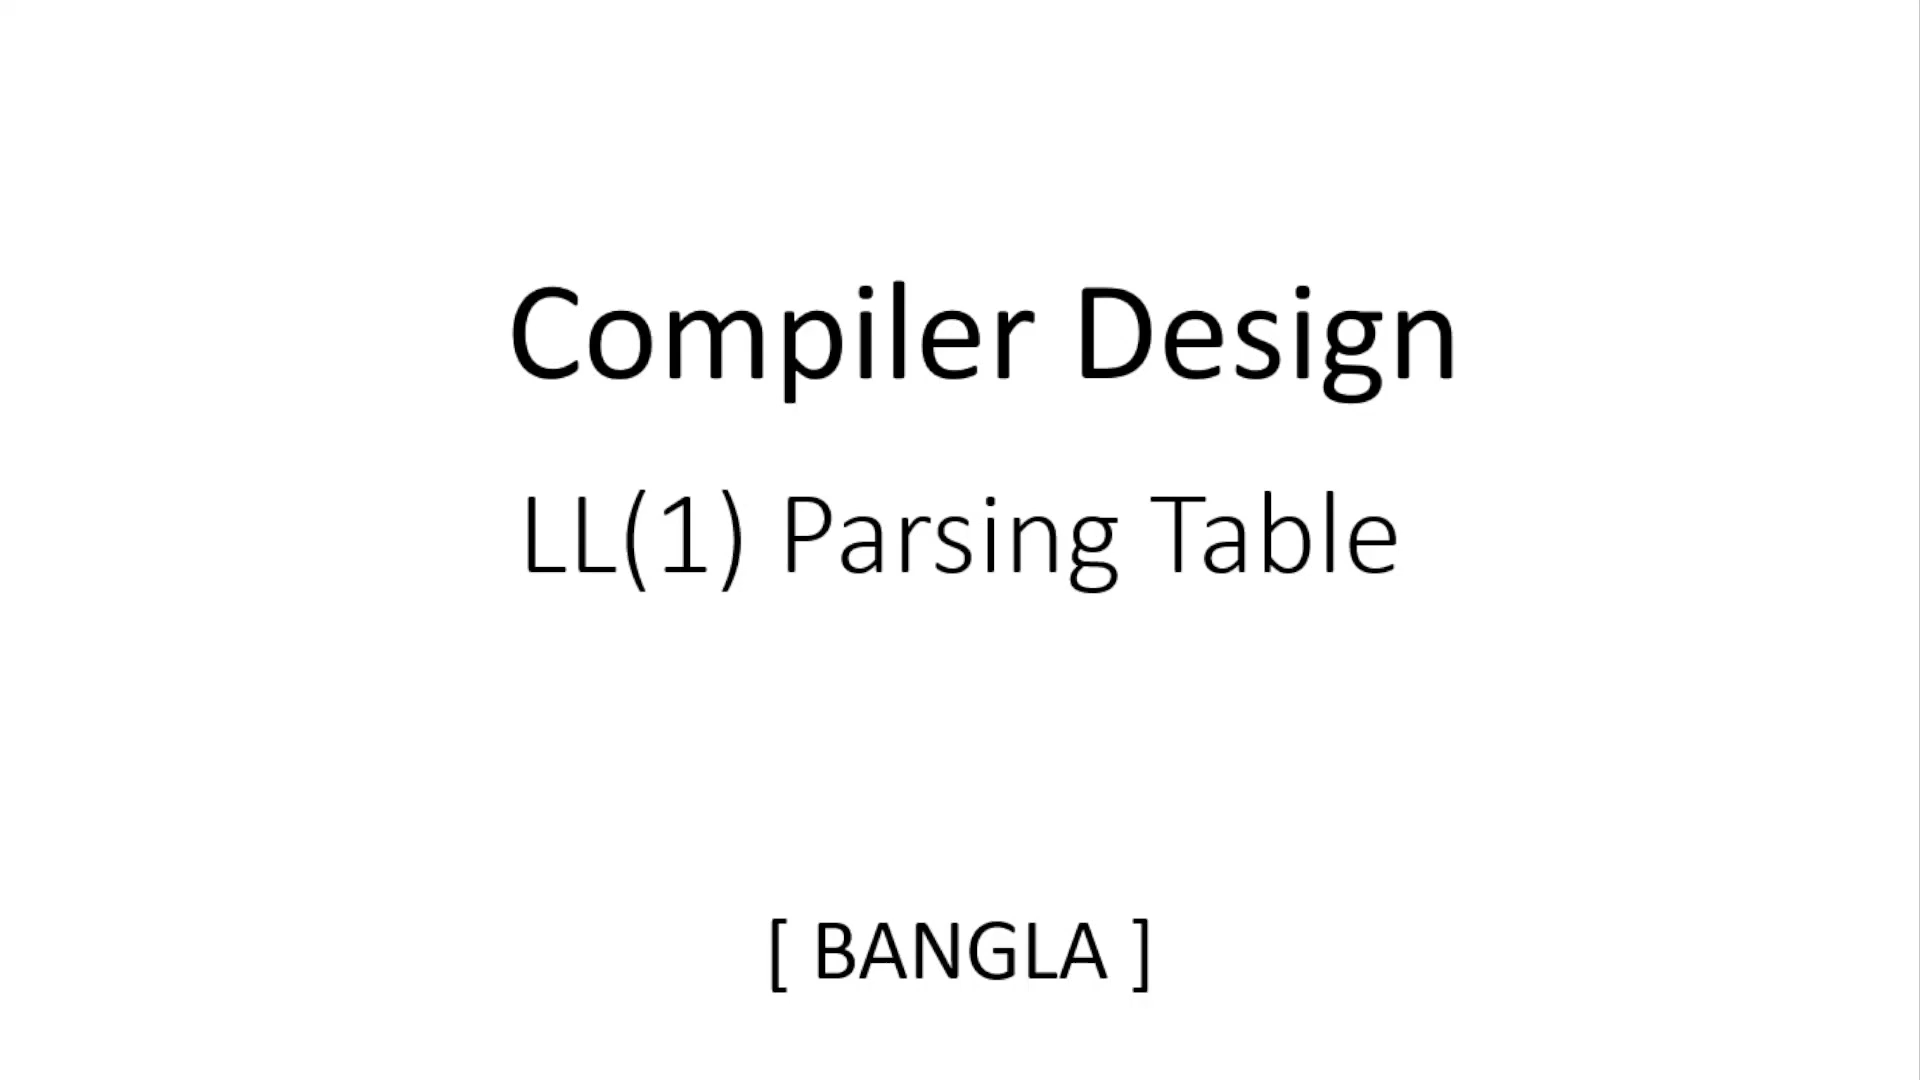 Compiler Design
LL(1) Parsing Table
[ BANGLA ]